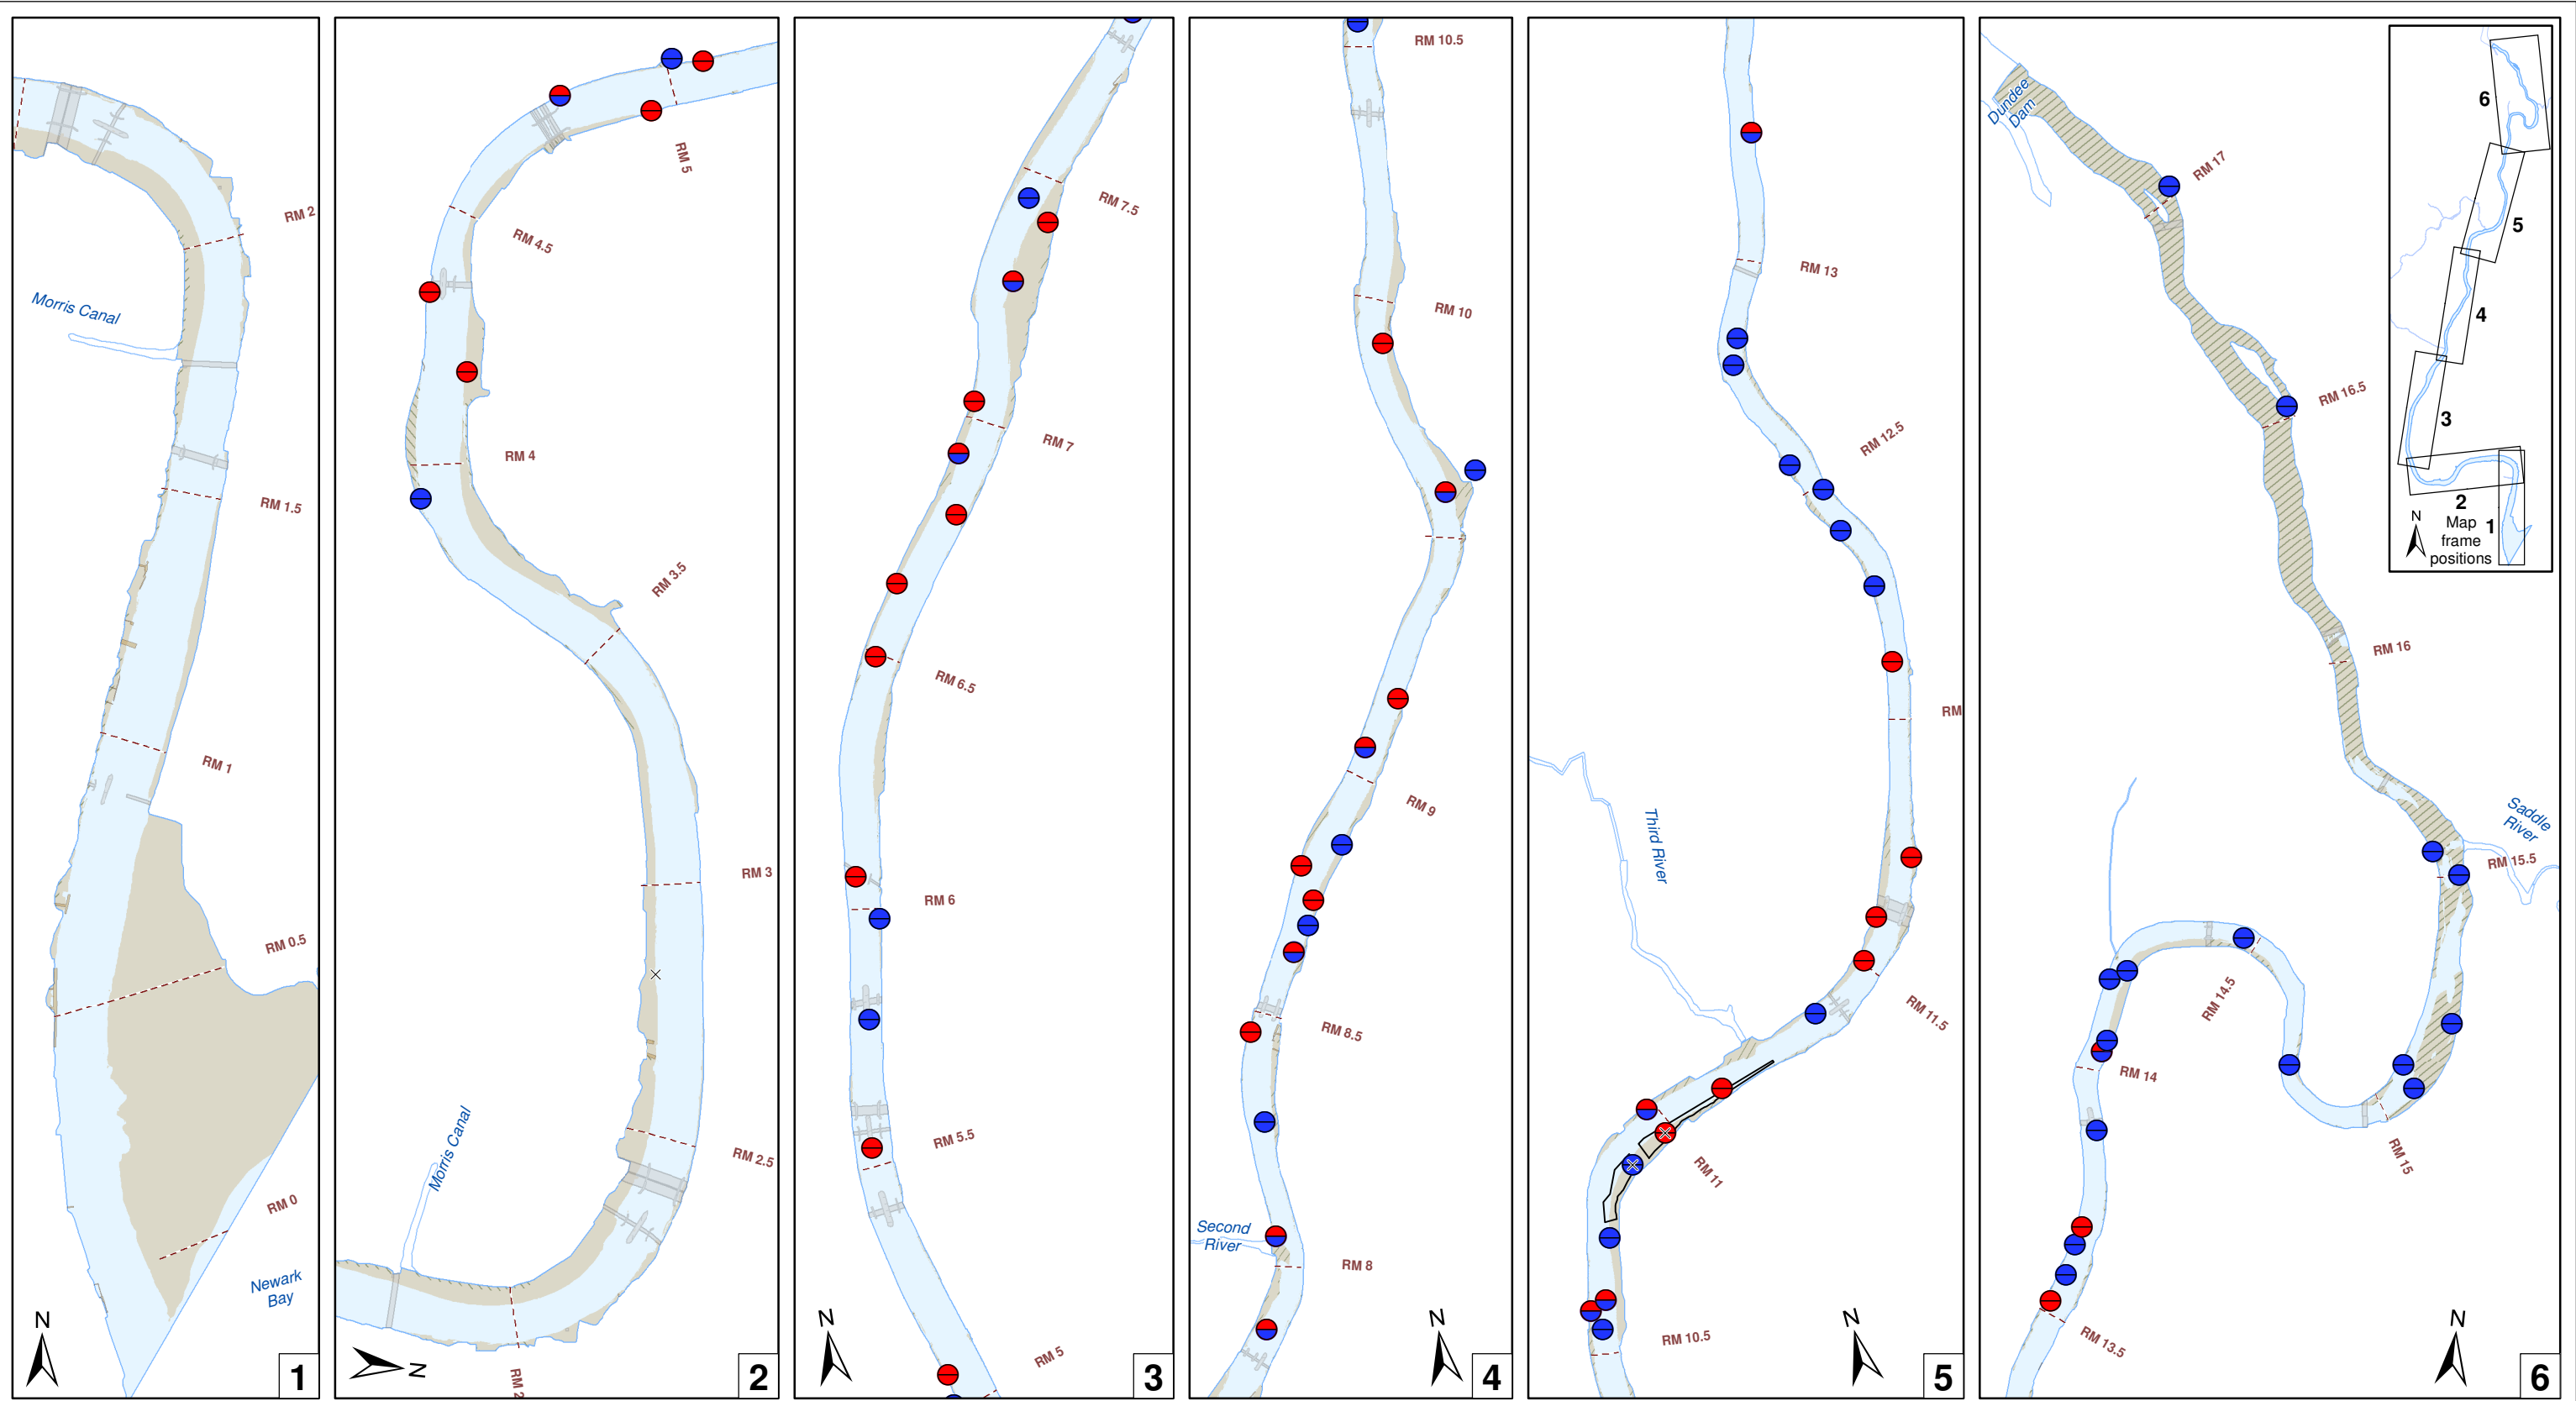 RM 2
Morris Canal
RM 1.5
RM 1
RM 0.5
RM 0
Newark
Bay
N
1
RM 5
RM 4.5
RM 4
RM 3.5
RM 3
RM 2.5
Morris Canal
RM 2
N
2
RM 7.5
RM 7
RM 6.5
RM 6
RM 5.5
RM 5
N
3
RM 10.5
RM 10
RM 9
RM 8.5
Second
River
RM 8
N
4
RM 13
RM 12.5
RM
Third River
RM 11.5
RM 11
RM 10.5
N
5
Dundee
Dam
RM 17
RM 16.5
RM 16
Saddle
River
RM 15.5
RM 14.5
RM 14
RM 15
RM 13.5
N
6
6
5
4
3
2
1
N
Map
frame
positions